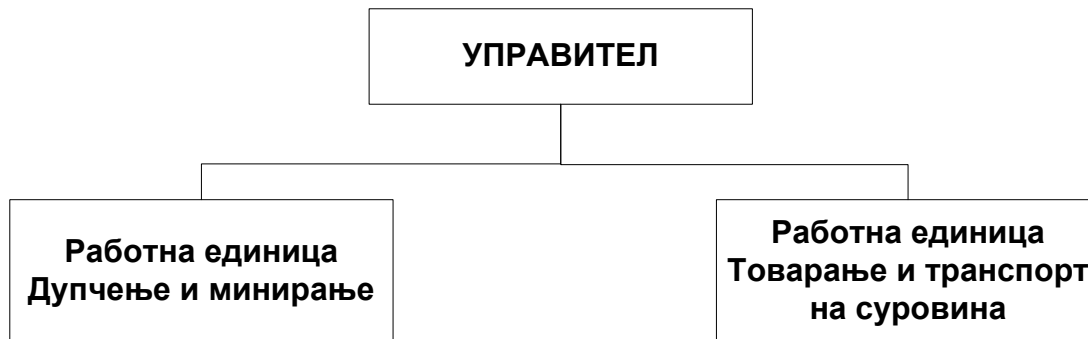 УПРАВИТЕЛ
Работна единица
Дупчење и минирање
Работна единица
Товарање и транспорт
на суровина